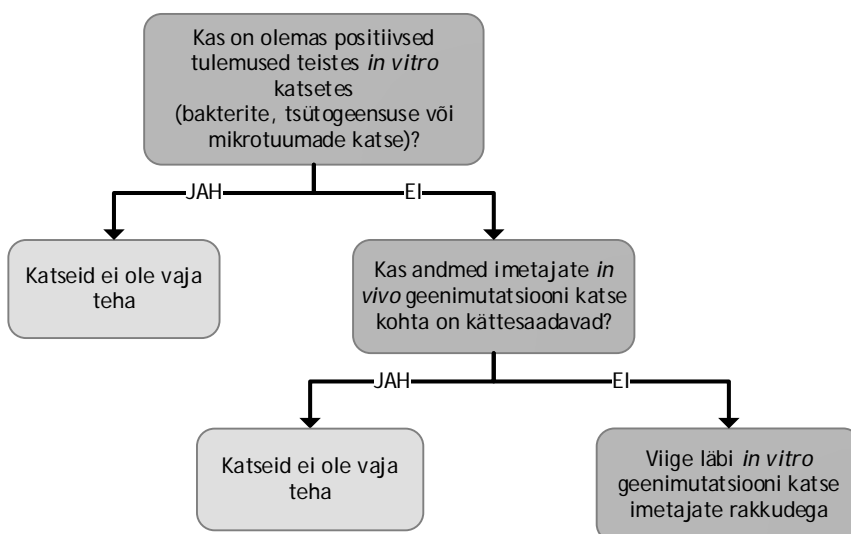 Kas on olemas positiivsed
tulemused teistes in vitro
katsetes
(bakterite, tsütogeensuse või
mikrotuumade katse)?
JAH
EI
Katseid ei ole vaja
teha
Kas andmed imetajate in
vivo geenimutatsiooni katse
kohta on kättesaadavad?
JAH
EI
Katseid ei ole vaja
teha
Viige läbi in vitro
geenimutatsiooni katse
imetajate rakkudega